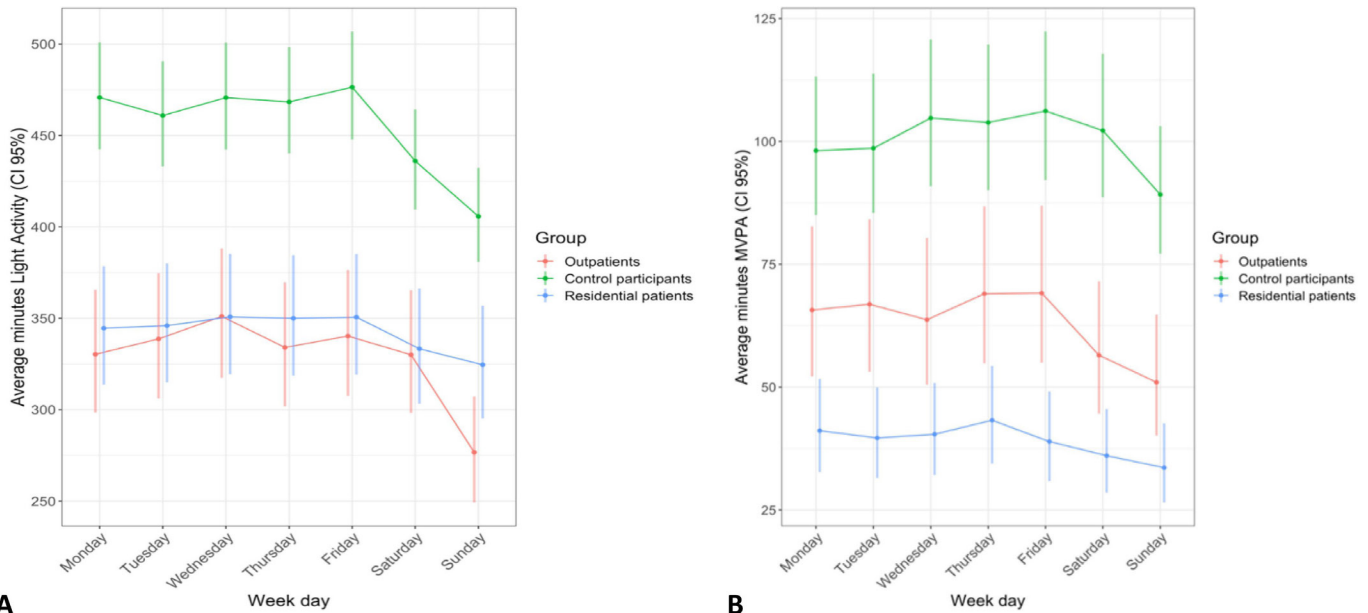 Average minutes Light Activity (CI 95%)
500
450
400
350
300
250
Monday
Tuesday
Wednesday
Thursday
Friday
Saturday
Sunday
Week day
Group
Outpatients
Control participants
Residential patients
A
Average minutes MVPA (CI 95%)
125
100
75
50
25
Monday
Tuesday
Wednesday
Thursday
Friday
Saturday
Sunday
Week day
Group
Outpatients
Control participants
Residential patients
B